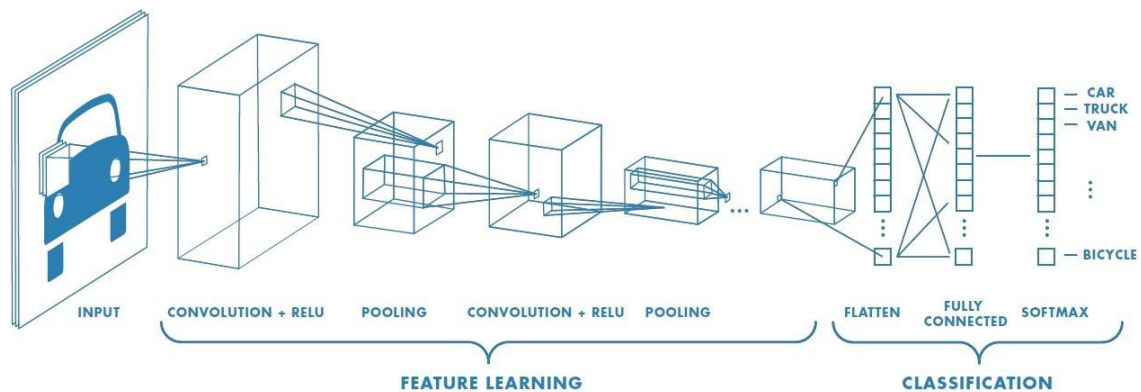 CAR
TRUCK
VAN
BICYCLE
INPUT
CONVOLUTION + RELU
POOLING
CONVOLUTION + RELU
POOLING
FLATTEN
FULLY
CONNECTED
SOFTMAX
FEATURE LEARNING
CLASSIFICATION